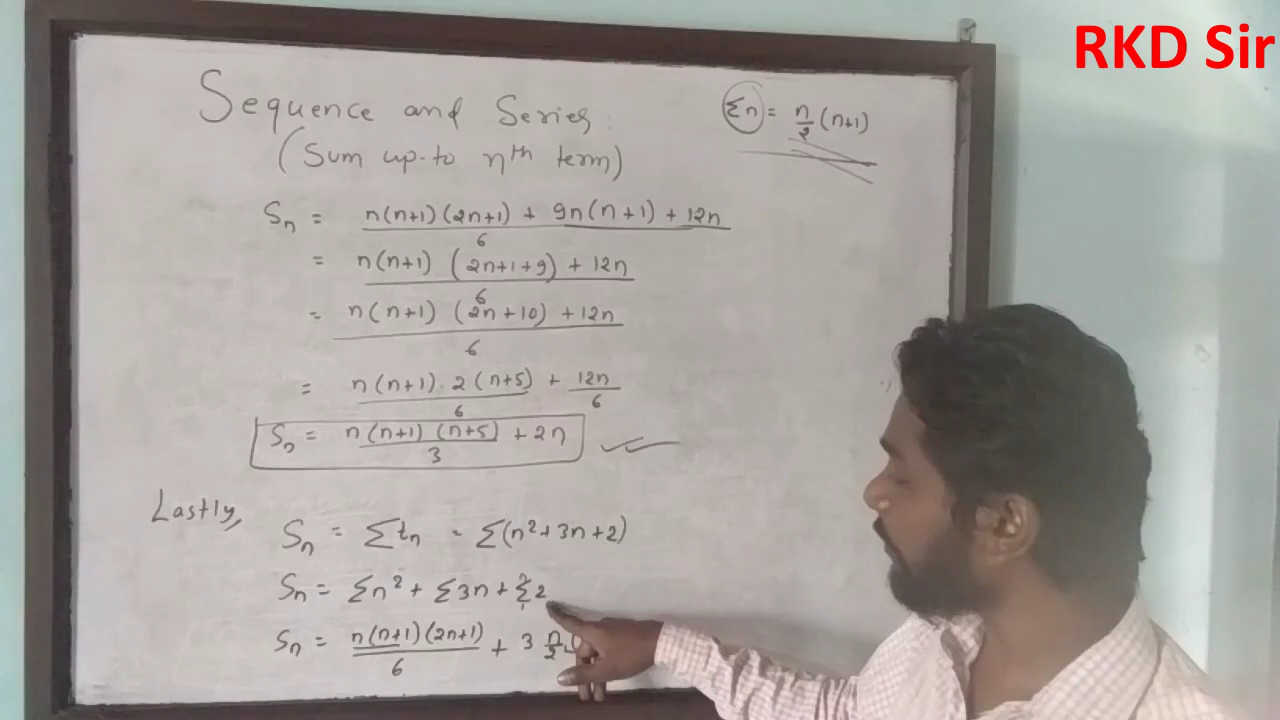 RKD Sir
Sequence and Series:
(Sum up-to nth term)
Σn = n/2 (n+1)
Sn = n(n+1)(2n+1) + 9n(n+1) + 12n / 6
= n(n+1) (2n+1+9) + 12n / 6
= n(n+1) (2n+10) + 12n / 6
= n(n+1) . 2(n+5) / 6 + 12n / 6
Sn = n(n+1)(n+5) / 3 + 2n
Lastly,
Sn = Σtn = Σ(n²+3n+2)
Sn = Σn² + Σ3n + Σ2
Sn = n(n+1)(2n+1) / 6 + 3 n/2